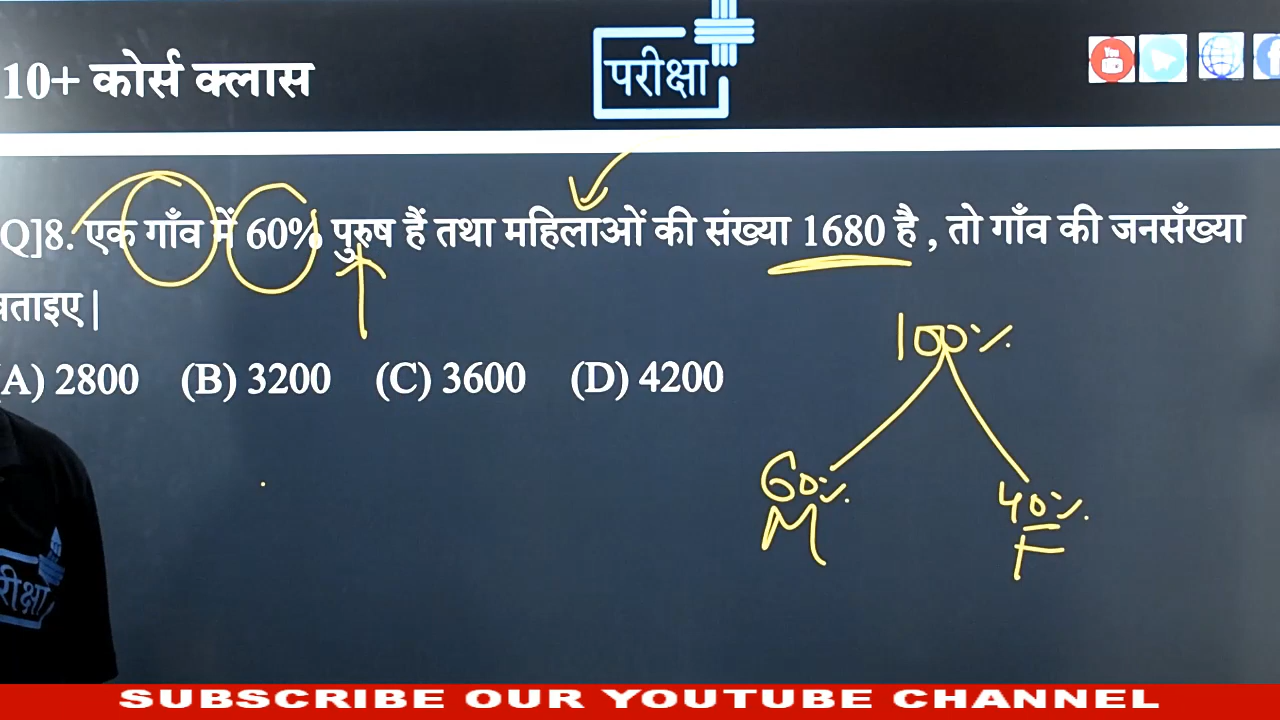 10+ कोर्स क्लास
परीक्षा
You
Q]8. एक गाँव में 60% पुरुष हैं तथा महिलाओं की संख्या 1680 है , तो गाँव की जनसँख्या
बताइए |
(A) 2800 (B) 3200 (C) 3600 (D) 4200
100%
60% 40%
M F
रीक्षा
SUBSCRIBE OUR YOUTUBE CHANNEL